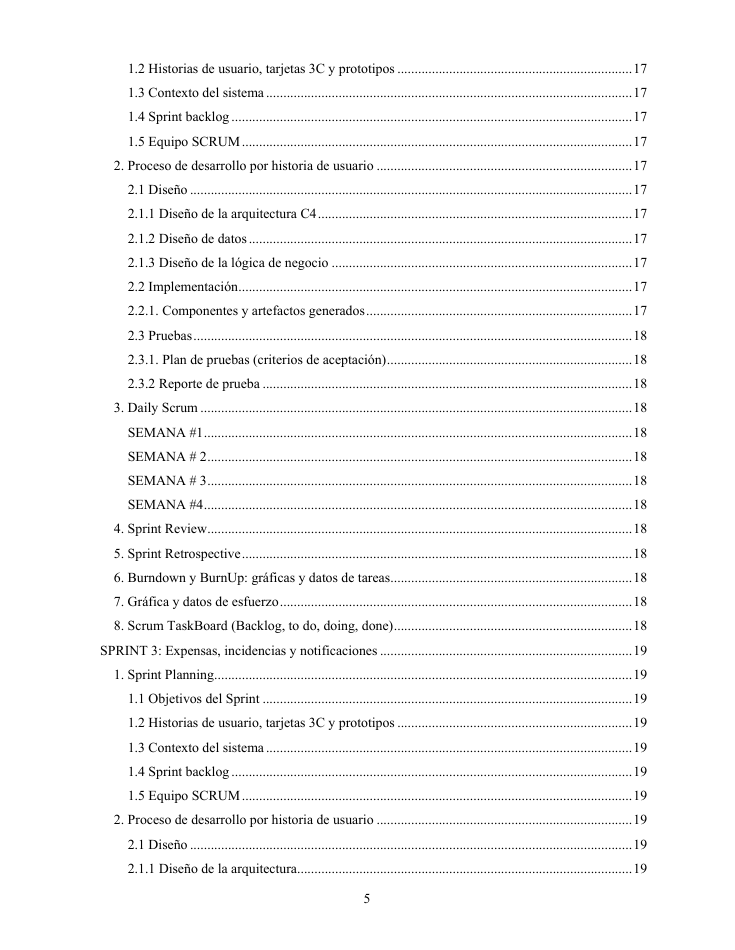 1.2 Historias de usuario, tarjetas 3C y prototipos ........ 17
1.3 Contexto del sistema ........ 17
1.4 Sprint backlog ........ 17
1.5 Equipo SCRUM ........ 17
2. Proceso de desarrollo por historia de usuario ........ 17
2.1 Diseño ........ 17
2.1.1 Diseño de la arquitectura C4 ........ 17
2.1.2 Diseño de datos ........ 17
2.1.3 Diseño de la lógica de negocio ........ 17
2.2 Implementación ........ 17
2.2.1. Componentes y artefactos generados ........ 17
2.3 Pruebas ........ 18
2.3.1. Plan de pruebas (criterios de aceptación) ........ 18
2.3.2 Reporte de prueba ........ 18
3. Daily Scrum ........ 18
SEMANA #1 ........ 18
SEMANA # 2 ........ 18
SEMANA # 3 ........ 18
SEMANA #4 ........ 18
4. Sprint Review ........ 18
5. Sprint Retrospective ........ 18
6. Burndown y BurnUp: gráficas y datos de tareas ........ 18
7. Gráfica y datos de esfuerzo ........ 18
8. Scrum TaskBoard (Backlog, to do, doing, done) ........ 18
SPRINT 3: Expensas, incidencias y notificaciones ........ 19
1. Sprint Planning ........ 19
1.1 Objetivos del Sprint ........ 19
1.2 Historias de usuario, tarjetas 3C y prototipos ........ 19
1.3 Contexto del sistema ........ 19
1.4 Sprint backlog ........ 19
1.5 Equipo SCRUM ........ 19
2. Proceso de desarrollo por historia de usuario ........ 19
2.1 Diseño ........ 19
2.1.1 Diseño de la arquitectura ........ 19
5